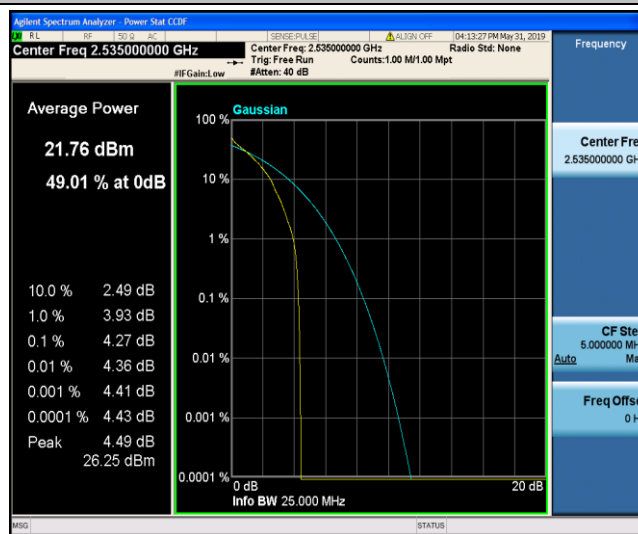 Agilent Spectrum Analyzer - Power Stat CCDF
RL RF 50 Ω AC SENSE:PULSE ALIGN OFF 04:13:27 PM May 31, 2019
Center Freq 2.535000000 GHz
Center Freq: 2.535000000 GHz Radio Std: None
Trig: Free Run Counts:1.00 M/1.00 Mpt
#IFGain:Low #Atten: 40 dB
Frequency
Average Power
21.76 dBm
49.01 % at 0dB
10.0 % 2.49 dB
1.0 % 3.93 dB
0.1 % 4.27 dB
0.01 % 4.36 dB
0.001 % 4.41 dB
0.0001 % 4.43 dB
Peak 4.49 dB
26.25 dBm
Gaussian
100 %
10 %
1 %
0.1 %
0.01 %
0.001 %
0.0001 %
0 dB 20 dB
Info BW 25.000 MHz
Center Fre
2.535000000 GH
CF Ste
5.000000 MH
Auto Ma
Freq Offse
0 H
MSG STATUS